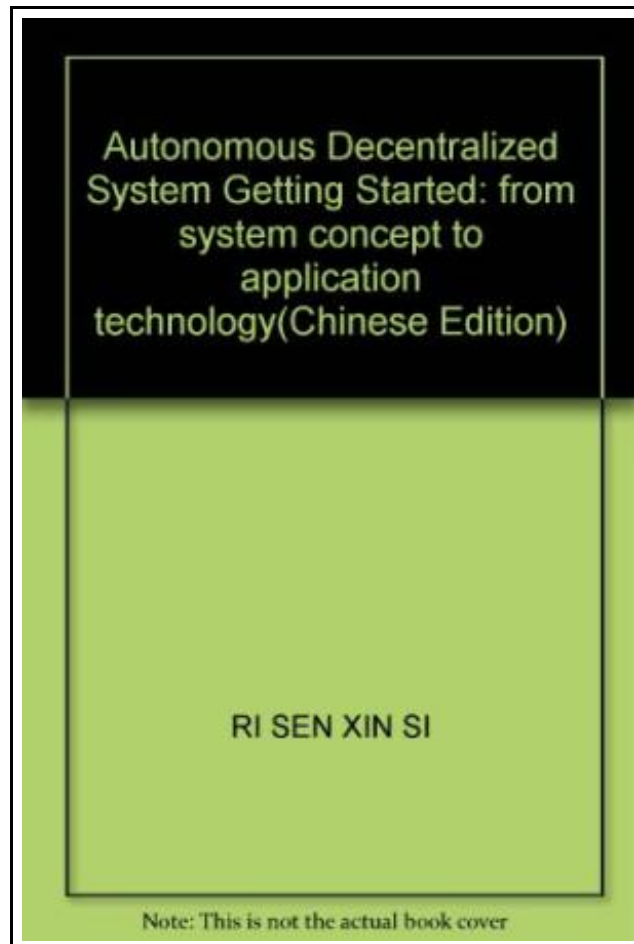 Autonomous Decentralized
System Getting Started: from
system concept to
application
technology(Chinese Edition)
RI SEN XIN SI
Note: This is not the actual book cover